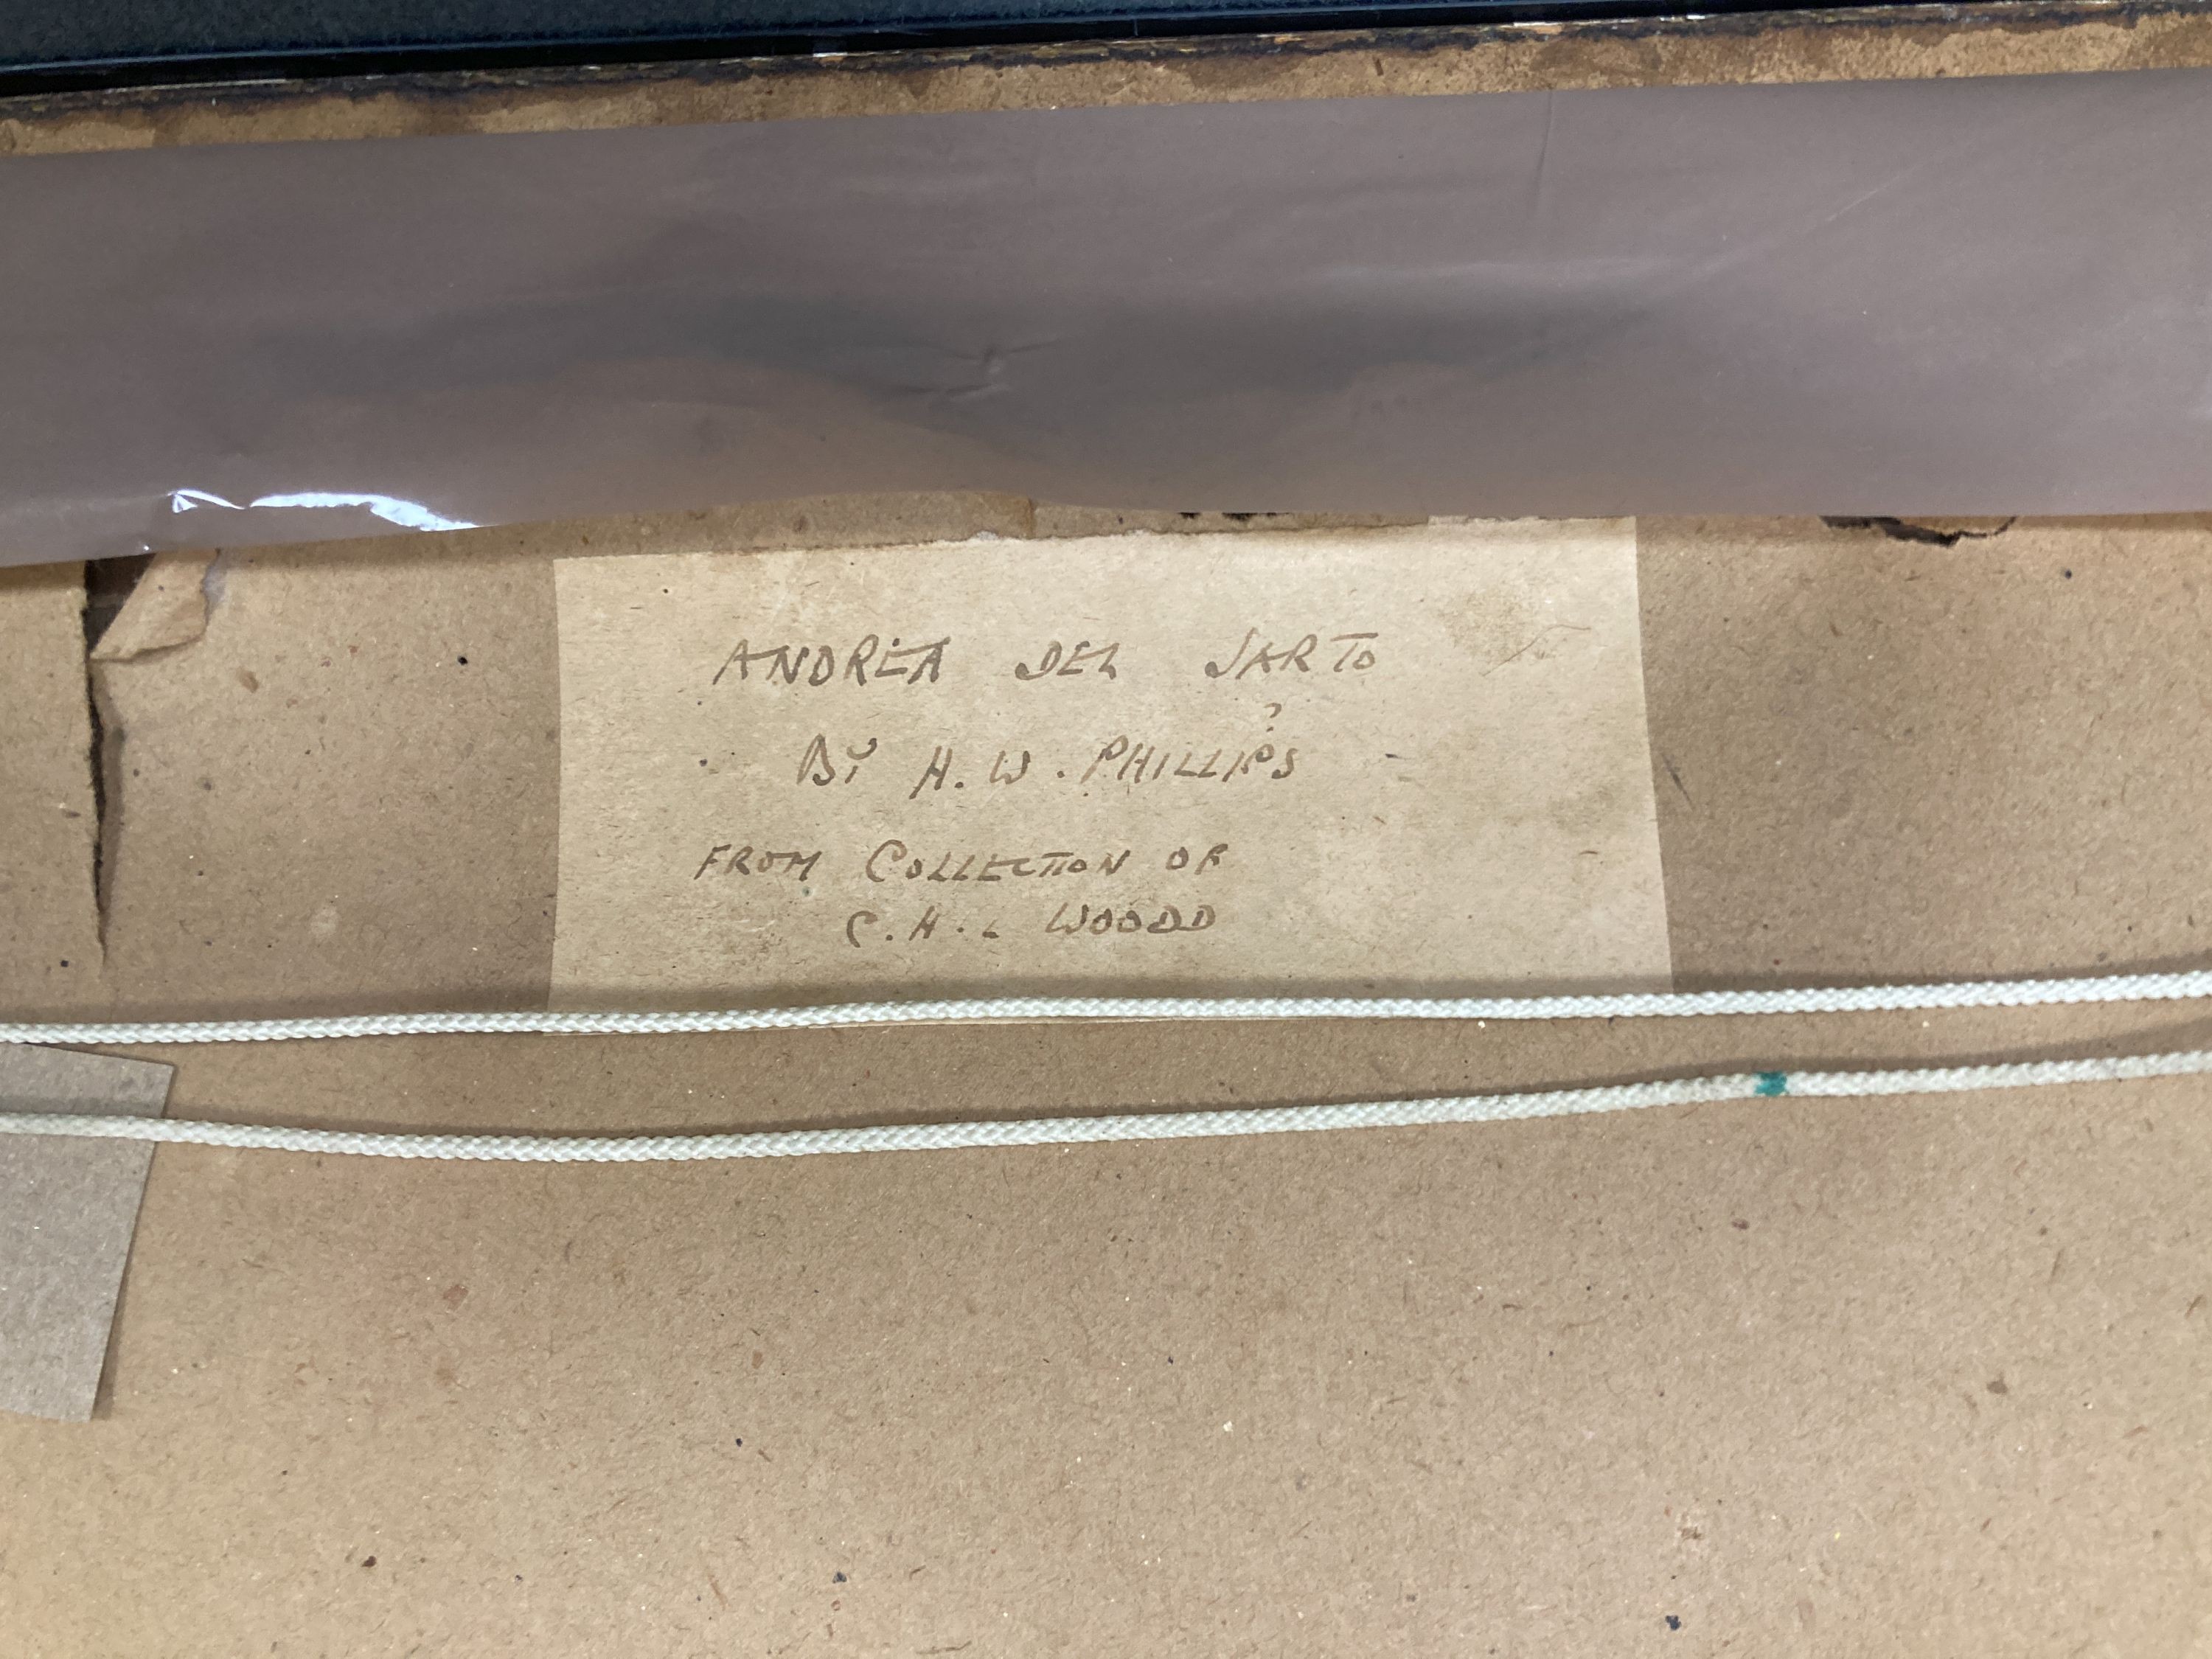 ANDREA DEL SARTO
?
BY H. W. PHILLIPS
FROM COLLECTION OF
C. H. L WOODD